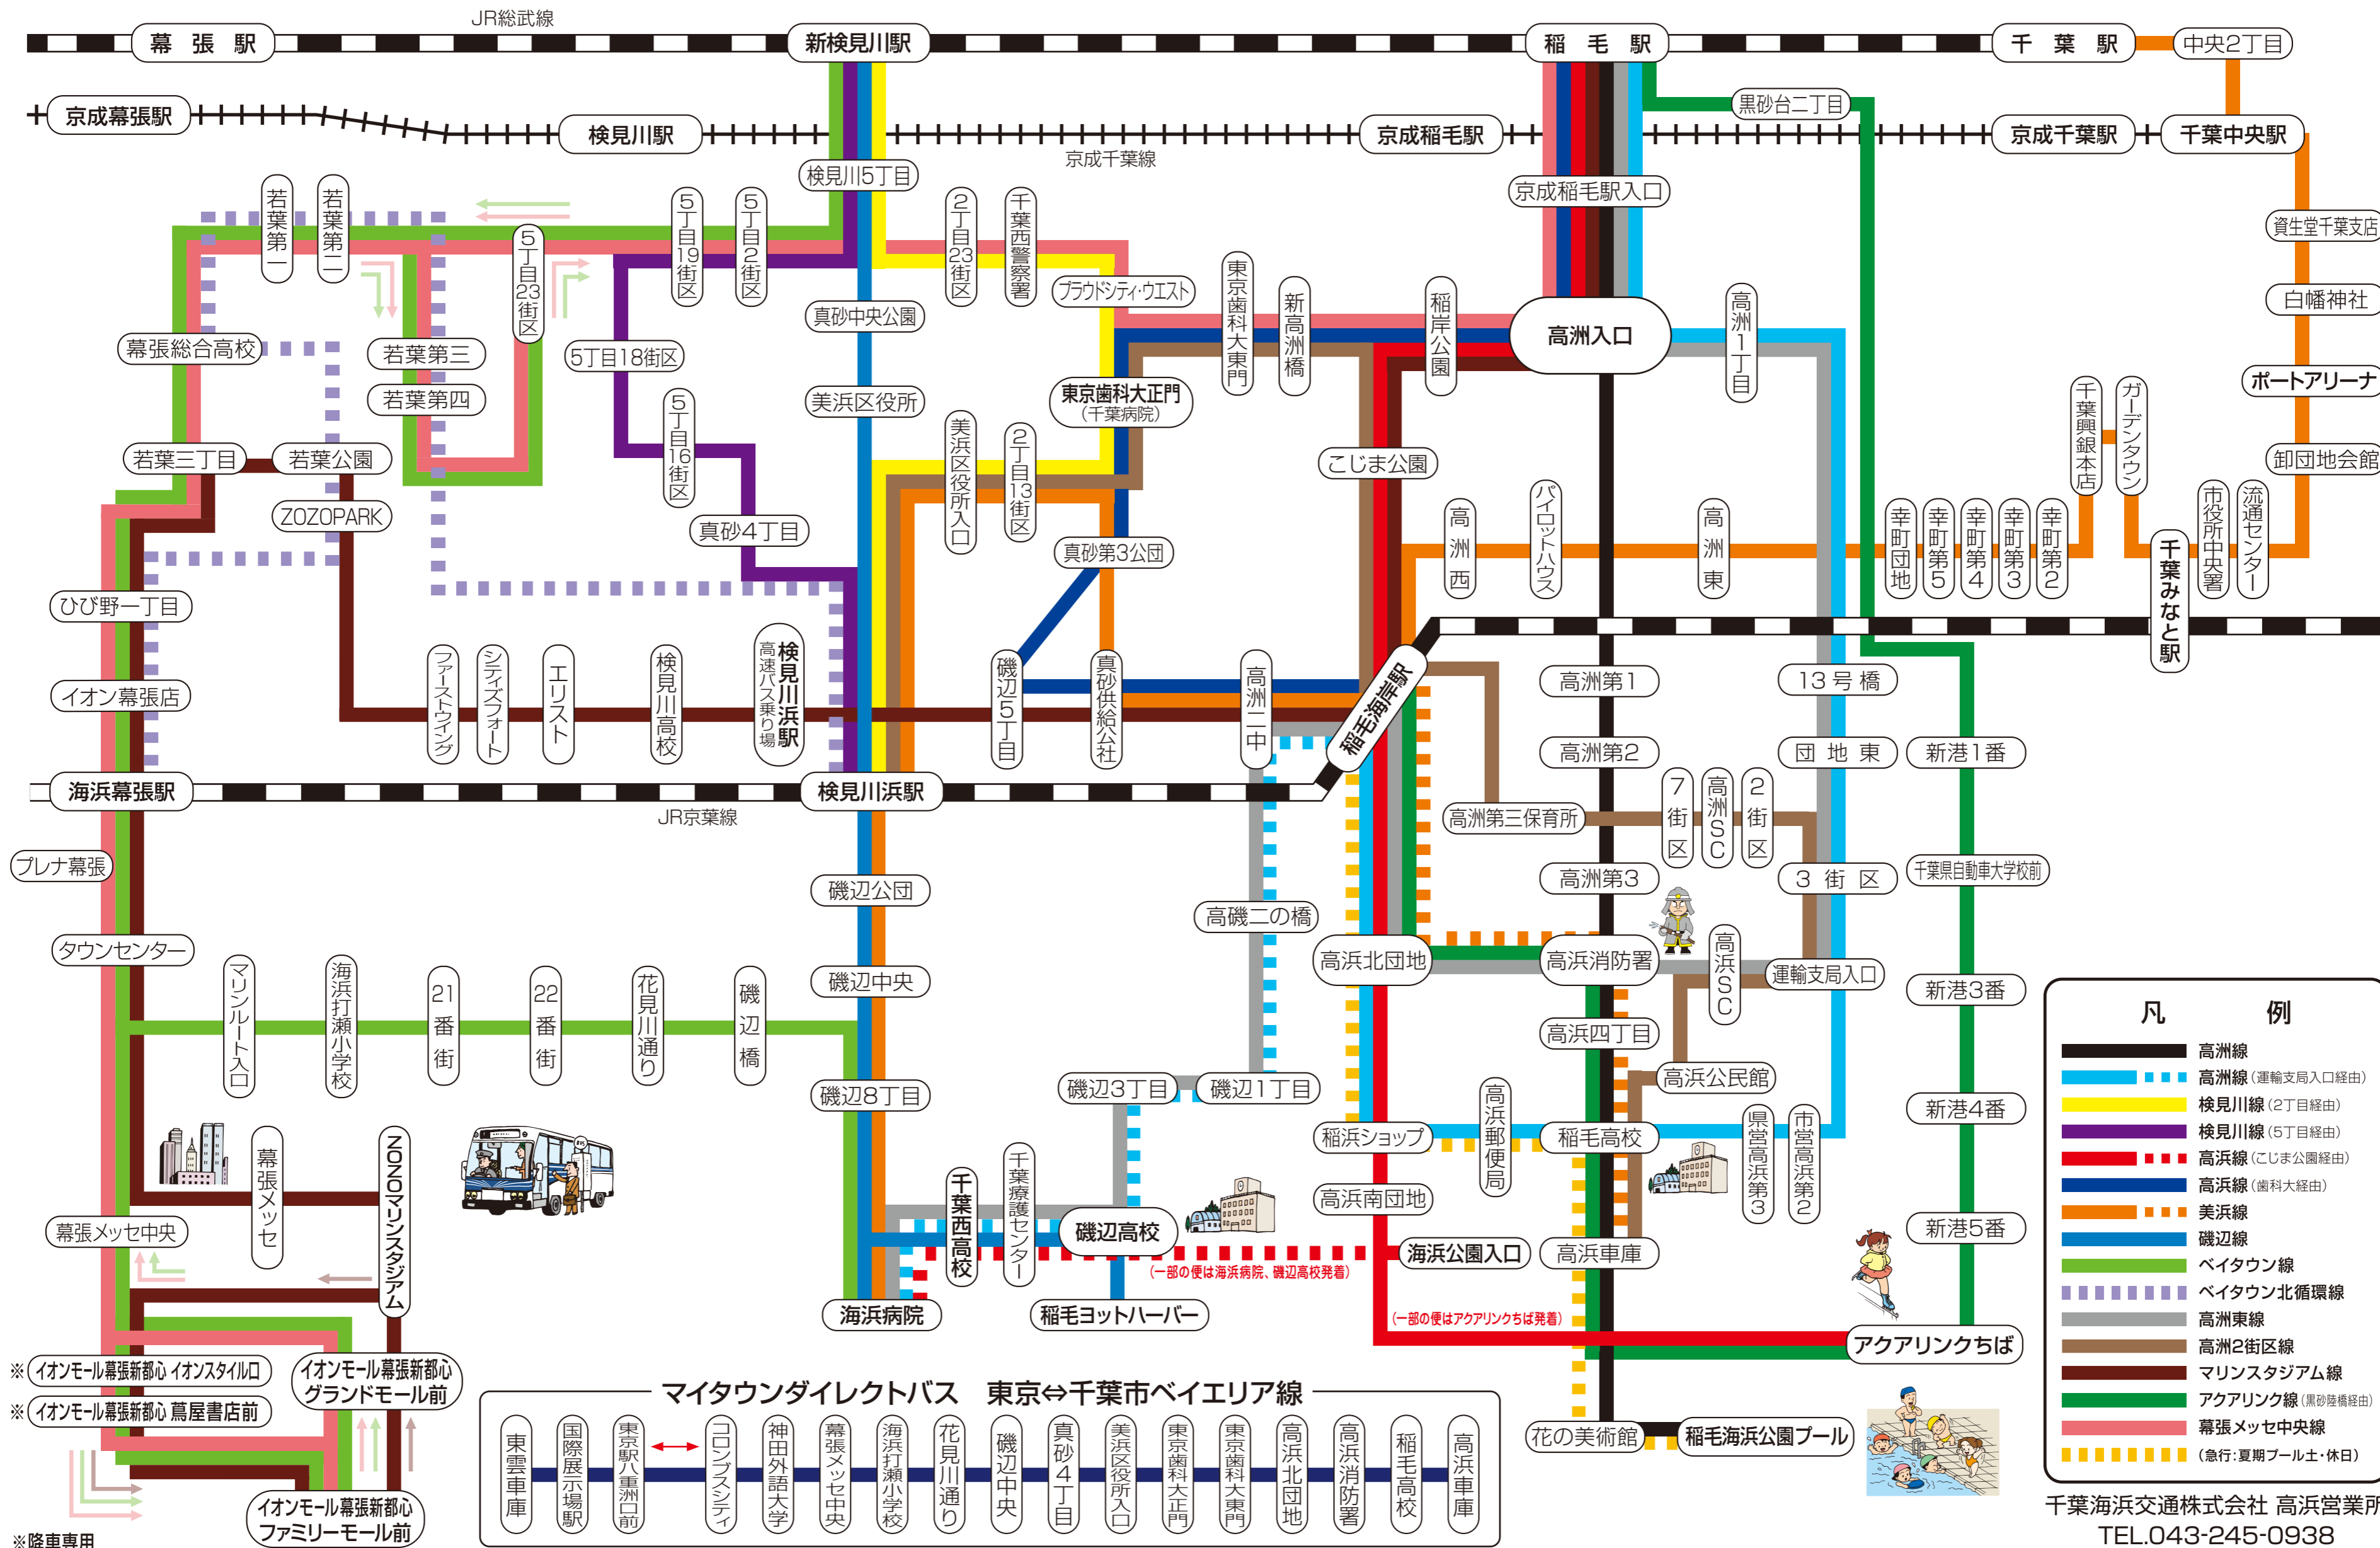 JR総武線
幕張駅
新検見川駅
稲毛駅
千葉駅
中央2丁目
京成幕張駅
検見川駅
京成稲毛駅
黒砂台二丁目
京成千葉駅
千葉中央駅
京成千葉線
検見川5丁目
京成稲毛駅入口
若葉第一
若葉第二
5丁目23街区
5丁目19街区
5丁目2街区
2丁目23街区
千葉西警察署
プラウドシティ・ウエスト
東京歯科大東門
新高洲橋
稲岸公園
高洲入口
高洲1丁目
資生堂千葉支店
白幡神社
ポートアリーナ
卸団地会館
幕張総合高校
若葉第三
若葉第四
5丁目18街区
5丁目16街区
真砂中央公園
美浜区役所
東京歯科大正門
(千葉病院)
こじま公園
千葉興銀本店
ガーデンタウン
若葉三丁目
若葉公園
ZOZOPARK
真砂4丁目
美浜区役所入口
2丁目13街区
真砂第3公団
高洲西
パイロットハウス
高洲東
幸町団地
幸町第5
幸町第4
幸町第3
幸町第2
千葉みなと駅
市役所中央署
流通センター
ひび野一丁目
イオン幕張店
ファーストウイング
シティズフォート
エリスト
検見川高校
検見川浜駅
高速バス乗り場
磯辺5丁目
真砂供給公社
高洲二中
稲毛海岸駅
高洲第1
13号橋
高洲第2
団地東
新港1番
海浜幕張駅
検見川浜駅
JR京葉線
高洲第三保育所
7街区
高洲SC
2街区
プレナ幕張
磯辺公団
高洲第3
3街区
千葉県自動車大学校前
高磯二の橋
タウンセンター
マリンルート入口
海浜打瀬小学校
21番街
22番街
花見川通り
磯辺橋
磯辺中央
高浜北団地
高浜消防署
高浜SC
運輸支局入口
新港3番
高浜四丁目
磯辺8丁目
磯辺3丁目
磯辺1丁目
高浜公民館
新港4番
稲浜ショップ
高浜郵便局
稲毛高校
県営高浜第3
市営高浜第2
幕張メッセ
ZOZOマリンスタジアム
千葉西高校
千葉療護センター
高浜南団地
幕張メッセ中央
磯辺高校
海浜公園入口
高浜車庫
新港5番
(一部の便は海浜病院、磯辺高校発着)
海浜病院
稲毛ヨットハーバー
(一部の便はアクアリンクちば発着)
アクアリンクちば
※イオンモール幕張新都心 イオンスタイル口
※イオンモール幕張新都心 蔦屋書店前
イオンモール幕張新都心
グランドモール前
イオンモール幕張新都心
ファミリーモール前
※降車専用
花の美術館
稲毛海浜公園プール
マイタウンダイレクトバス 東京⇔千葉市ベイエリア線
東雲車庫
国際展示場駅
東京駅八重洲口前
コロンブスシティ
神田外語大学
幕張メッセ中央
海浜打瀬小学校
花見川通り
磯辺中央
真砂4丁目
美浜区役所入口
東京歯科大正門
東京歯科大東門
高浜北団地
高浜消防署
稲毛高校
高浜車庫
凡例
高洲線
高洲線(運輸支局入口経由)
検見川線(2丁目経由)
検見川線(5丁目経由)
高浜線(こじま公園経由)
高浜線(歯科大経由)
美浜線
磯辺線
ベイタウン線
ベイタウン北循環線
高洲東線
高洲2街区線
マリンスタジアム線
アクアリンク線(黒砂陸橋経由)
幕張メッセ中央線
(急行:夏期プール土・休日)
千葉海浜交通株式会社 高浜営業所
TEL.043-245-0938